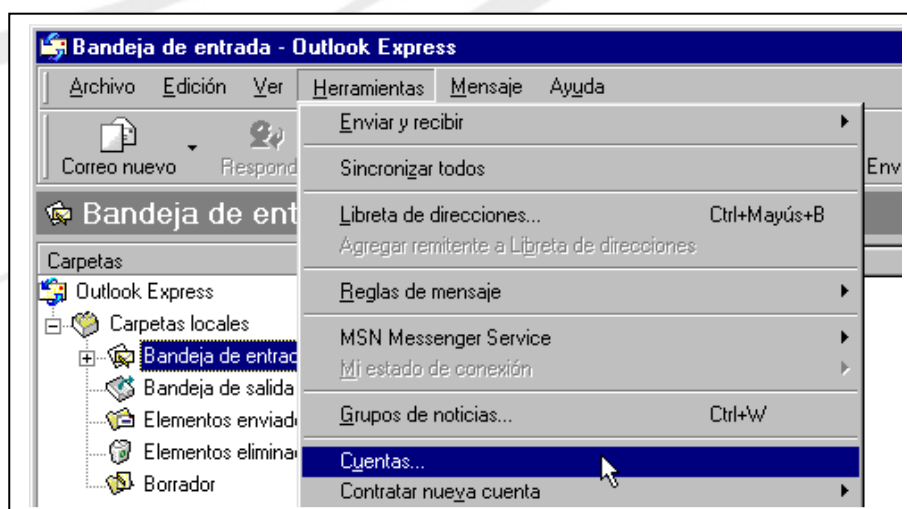 Bandeja de entrada - Outlook Express
Archivo Edición Ver Herramientas Mensaje Ayuda
Correo nuevo Respond Env
Bandeja de ent
Carpetas
Outlook Express
Carpetas locales
Bandeja de entrad
Bandeja de salida
Elementos enviad
Elementos elimina
Borrador
Enviar y recibir
Sincronizar todos
Libreta de direcciones... Ctrl+Mayús+B
Agregar remitente a Libreta de direcciones
Reglas de mensaje
MSN Messenger Service
Mi estado de conexión
Grupos de noticias... Ctrl+W
Cuentas...
Contratar nueva cuenta